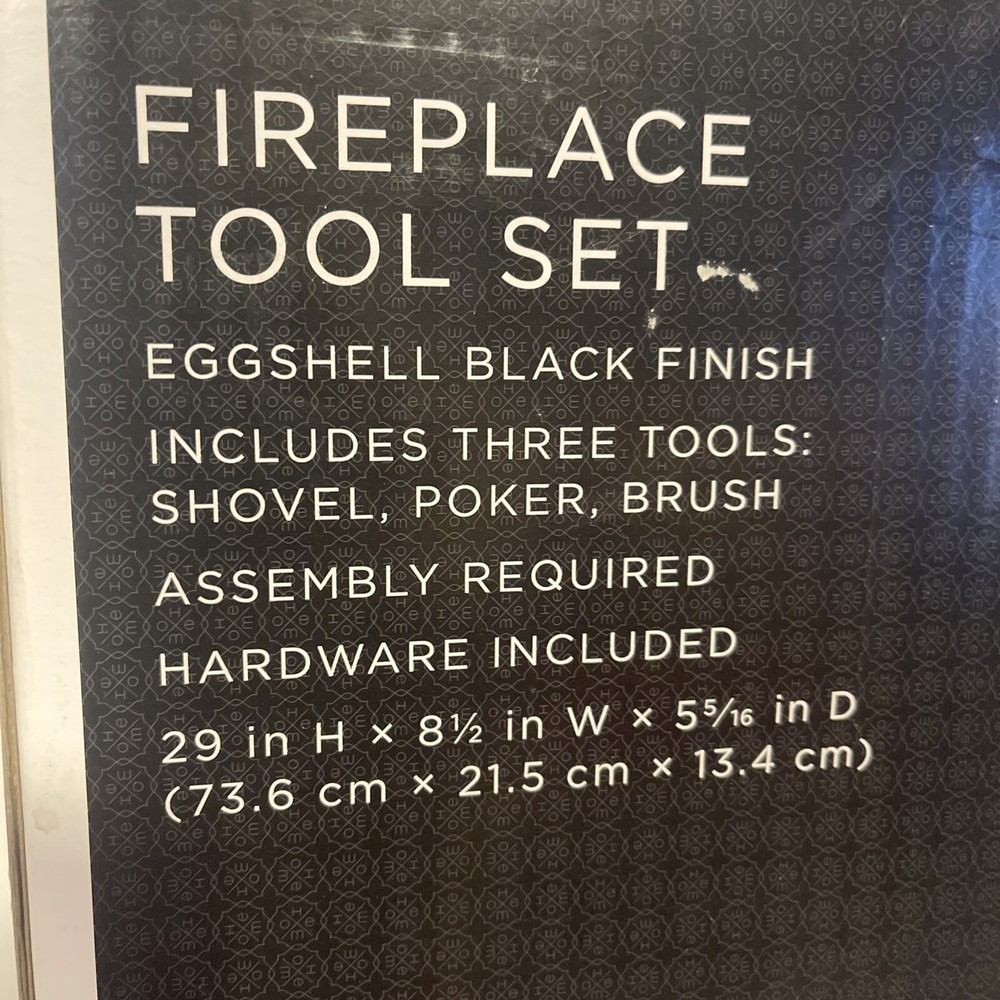 FIREPLACE
TOOL SET
EGGSHELL BLACK FINISH
INCLUDES THREE TOOLS:
SHOVEL, POKER, BRUSH
ASSEMBLY REQUIRED
HARDWARE INCLUDED
29 in H × 8½ in W × 5⁵⁄₁₆ in D
(73.6 cm × 21.5 cm × 13.4 cm)